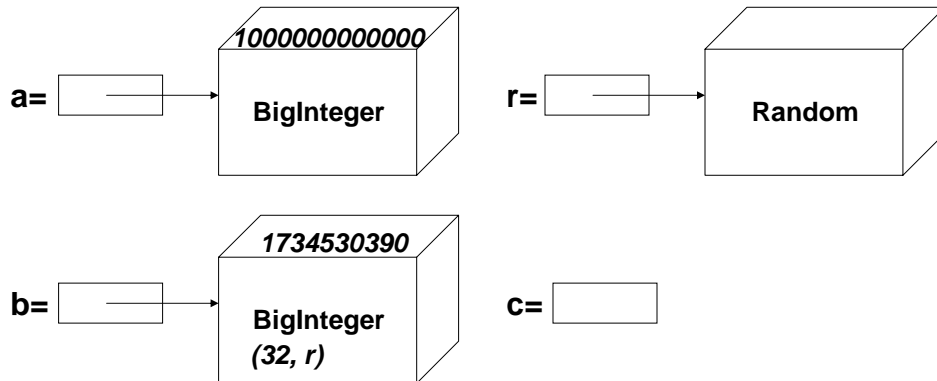 1000000000000
a=
BigInteger
r=
Random
1734530390
b=
BigInteger
(32, r)
c=